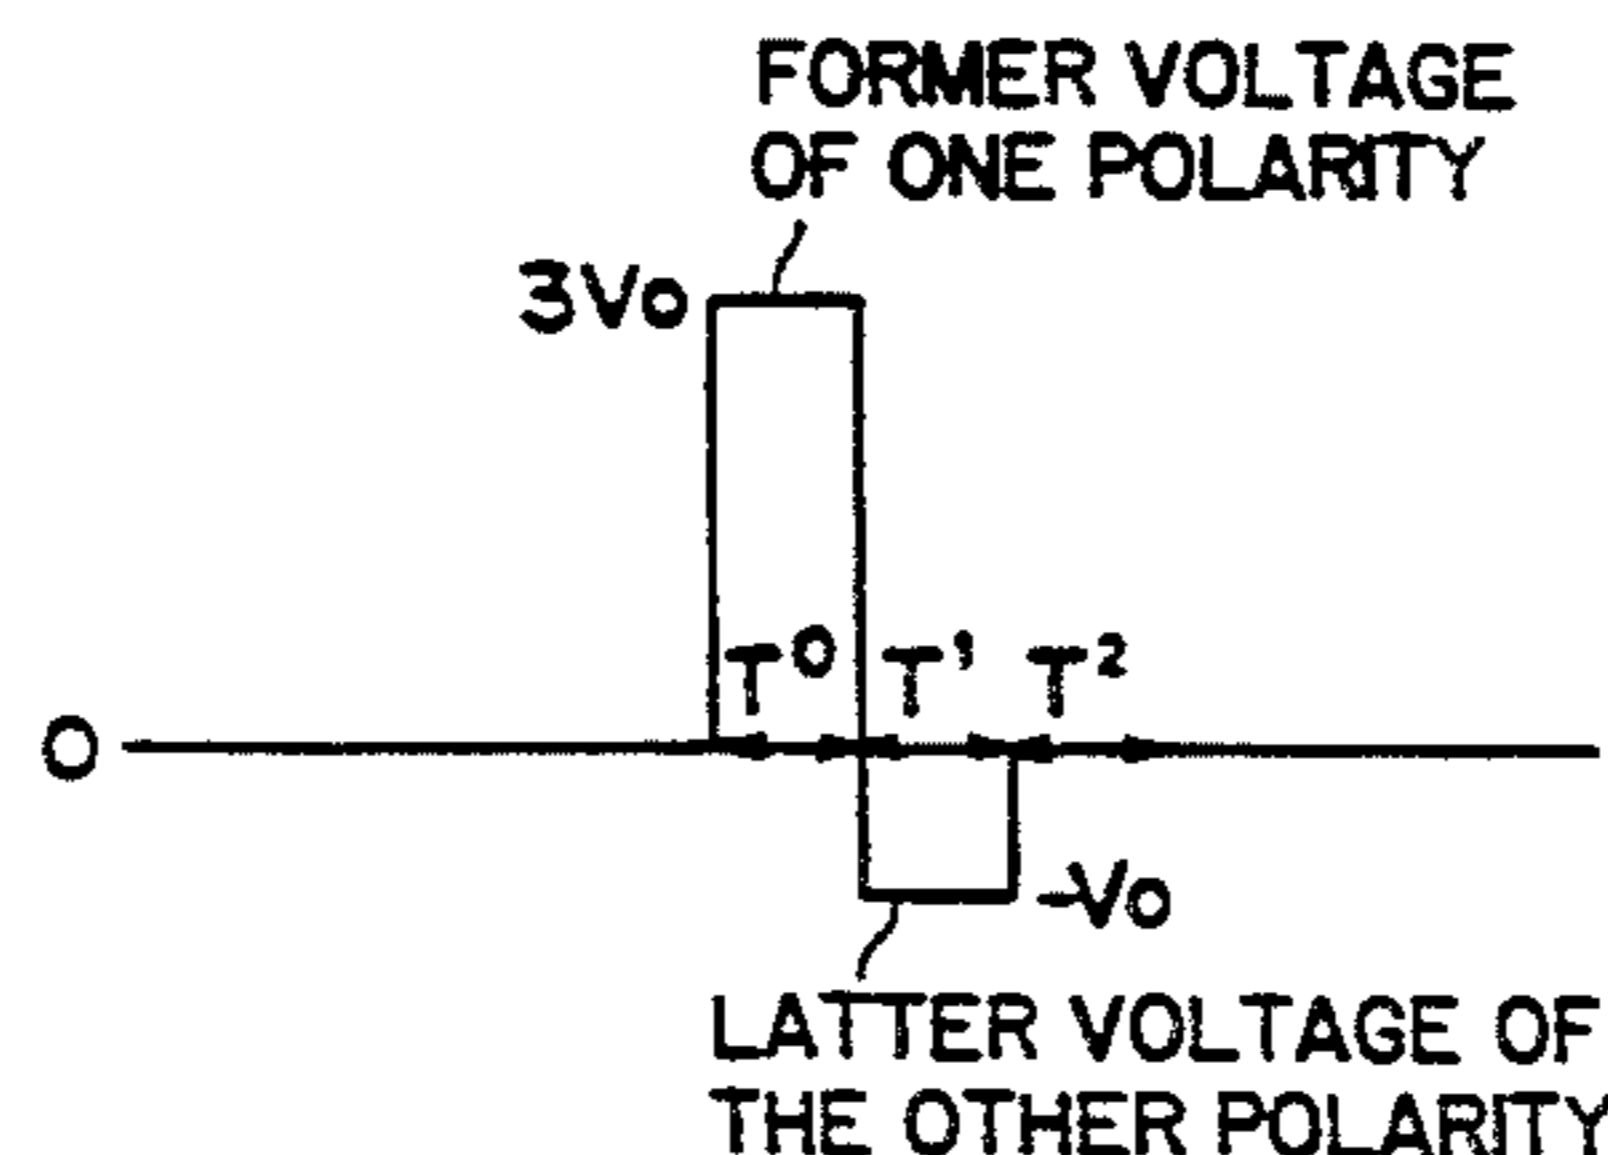 FORMER VOLTAGE
OF ONE POLARITY
3Vo
T⁰ T¹ T²
O
-Vo
LATTER VOLTAGE OF
THE OTHER POLARITY